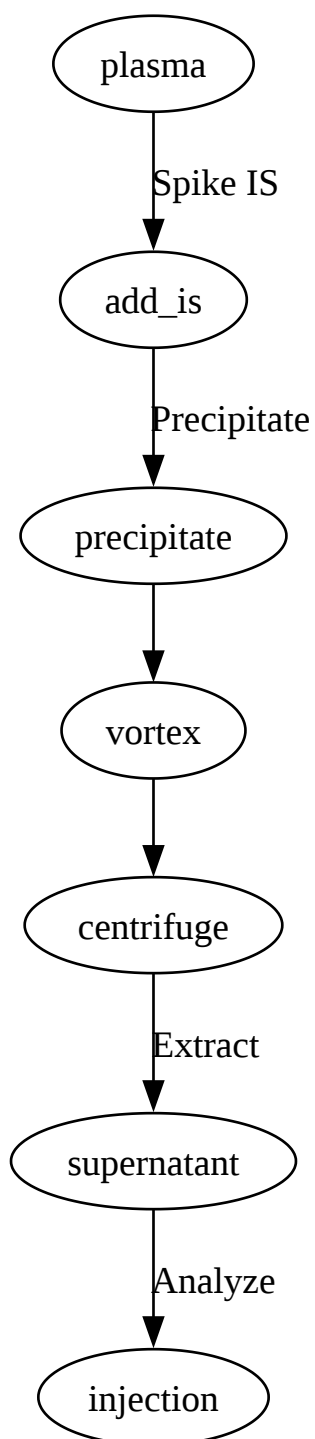 plasma
Spike IS
add_is
Precipitate
precipitate
vortex
centrifuge
Extract
supernatant
Analyze
injection